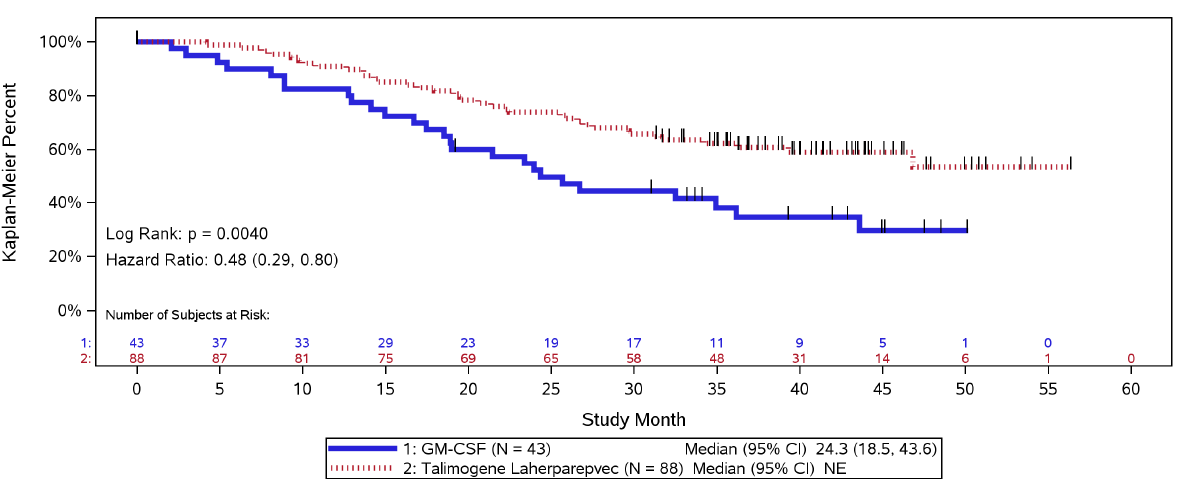 Kaplan-Meier Percent
100%
80%
60%
40%
20%
0%
Log Rank: p = 0.0040
Hazard Ratio: 0.48 (0.29, 0.80)
Number of Subjects at Risk:
1: 43 37 33 29 23 19 17 11 9 5 1 0
2: 88 87 81 75 69 65 58 48 31 14 6 1 0
0 5 10 15 20 25 30 35 40 45 50 55 60
Study Month
1: GM-CSF (N = 43) Median (95% CI) 24.3 (18.5, 43.6)
2: Talimogene Laherparepvec (N = 88) Median (95% CI) NE